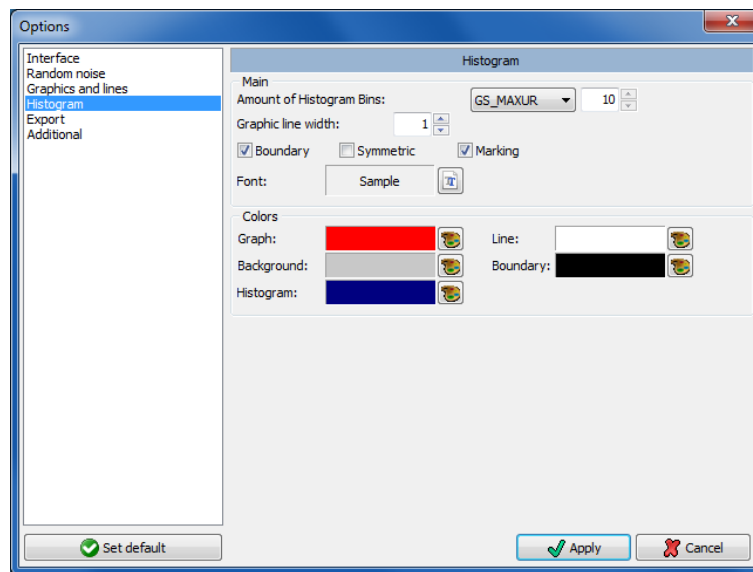 Options
Interface
Random noise
Graphics and lines
Histogram
Export
Additional
Histogram
Main
Amount of Histogram Bins: GS_MAXUR 10
Graphic line width: 1
Boundary Symmetric Marking
Font: Sample
Colors
Graph: Line:
Background: Boundary:
Histogram:
Set default Apply Cancel